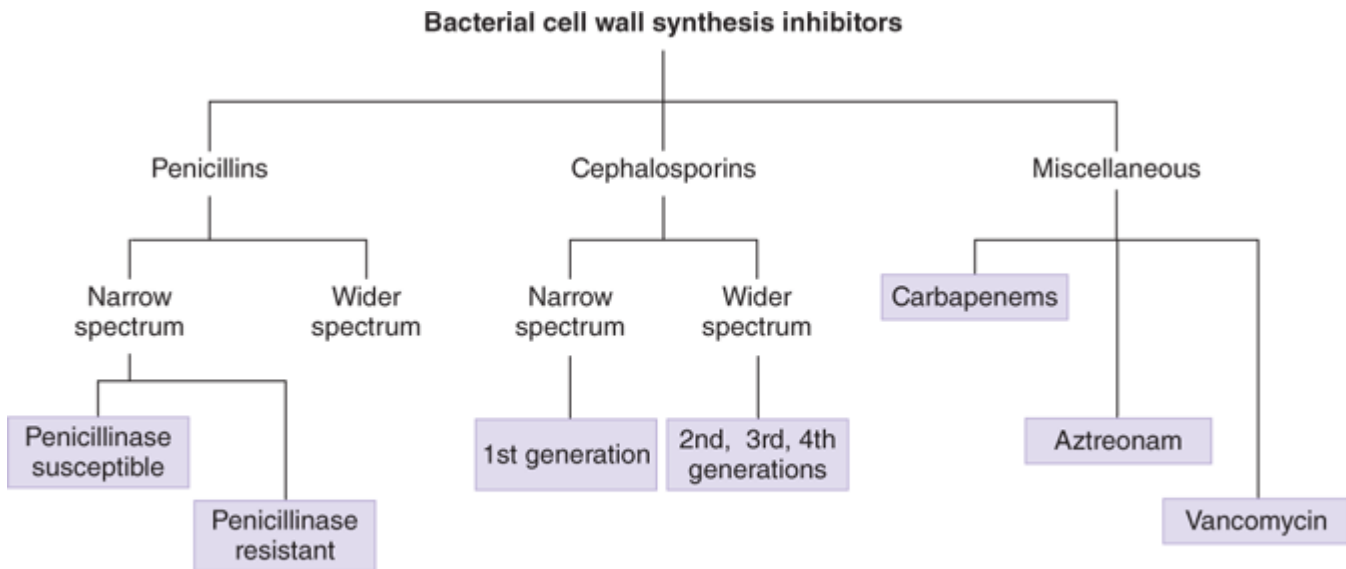 Bacterial cell wall synthesis inhibitors
Penicillins
Cephalosporins
Miscellaneous
Narrow
spectrum
Wider
spectrum
Narrow
spectrum
Wider
spectrum
Carbapenems
Penicillinase
susceptible
Penicillinase
resistant
1st generation
2nd, 3rd, 4th
generations
Aztreonam
Vancomycin